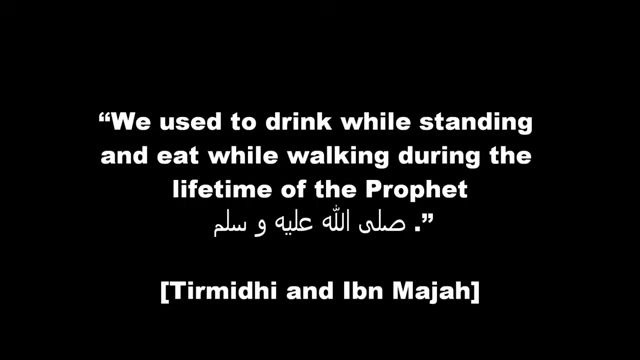 “We used to drink while standing
and eat while walking during the
lifetime of the Prophet
صلى الله عليه و سلم .”
[Tirmidhi and Ibn Majah]